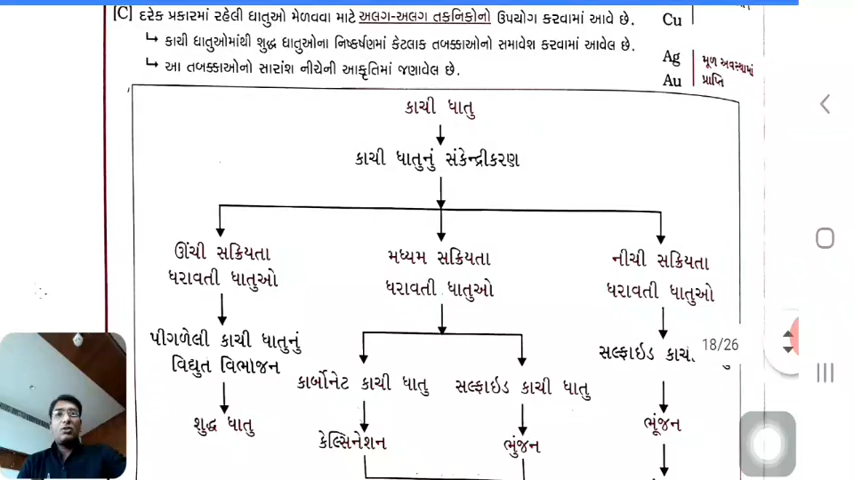 [C] દરેક પ્રકારમાં રહેલી ધાતુઓ મેળવવા માટે અલગ-અલગ તકનિકોનો ઉપયોગ કરવામાં આવે છે.
↳ કાચી ધાતુઓમાંથી શુદ્ધ ધાતુઓના નિષ્કર્ષણમાં કેટલાક તબક્કાઓનો સમાવેશ કરવામાં આવેલ છે.
↳ આ તબક્કાઓનો સારાંશ નીચેની આકૃતિમાં જણાવેલ છે.
Cu
Ag
Au
મૂળ અવસ્થામાં
પ્રાપ્તિ
કાચી ધાતુ
કાચી ધાતુનું સંકેન્દ્રીકરણ
ઊંચી સક્રિયતા
ધરાવતી ધાતુઓ
મધ્યમ સક્રિયતા
ધરાવતી ધાતુઓ
નીચી સક્રિયતા
ધરાવતી ધાતુઓ
પીગળેલી કાચી ધાતુનું
વિદ્યુત વિભાજન
શુદ્ધ ધાતુ
કાર્બોનેટ કાચી ધાતુ
કેલ્સિનેશન
સલ્ફાઇડ કાચી ધાતુ
ભુંજન
સલ્ફાઇડ
ભૂંજન
18/26